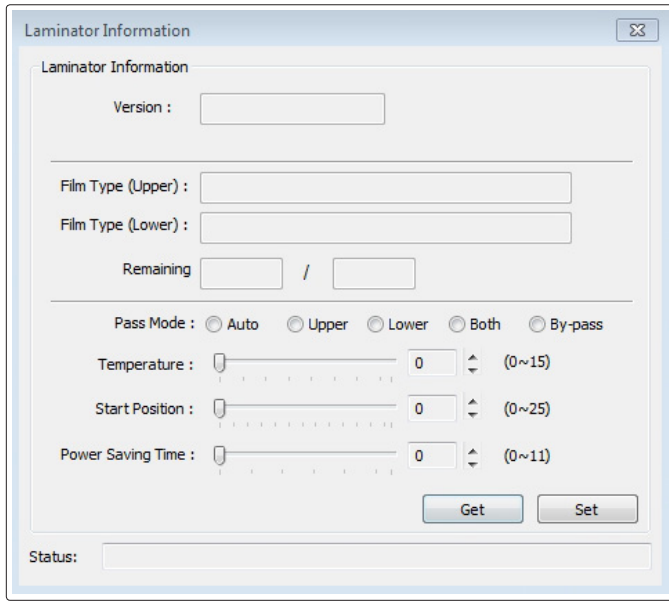 Laminator Information
Laminator Information
Version :
Film Type (Upper) :
Film Type (Lower) :
Remaining /
Pass Mode : Auto Upper Lower Both By-pass
Temperature : 0 (0~15)
Start Position : 0 (0~25)
Power Saving Time : 0 (0~11)
Get Set
Status: